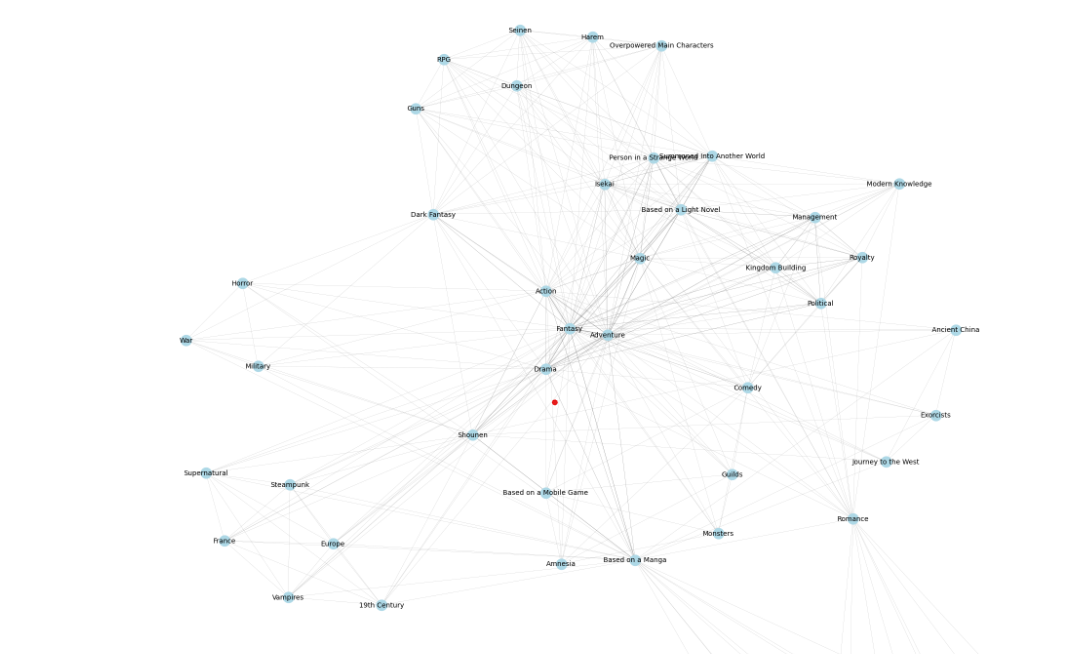 Seinen
Harem
Overpowered Main Characters
RPG
Dungeon
Guns
Person in a Strange World
Summoned Into Another World
Isekai
Modern Knowledge
Based on a Light Novel
Dark Fantasy
Management
Magic
Royalty
Kingdom Building
Horror
Action
Political
Fantasy
Ancient China
Adventure
War
Military
Drama
Comedy
Exorcists
Shounen
Journey to the West
Supernatural
Guilds
Steampunk
Based on a Mobile Game
Romance
Monsters
France
Europe
Based on a Manga
Amnesia
Vampires
19th Century